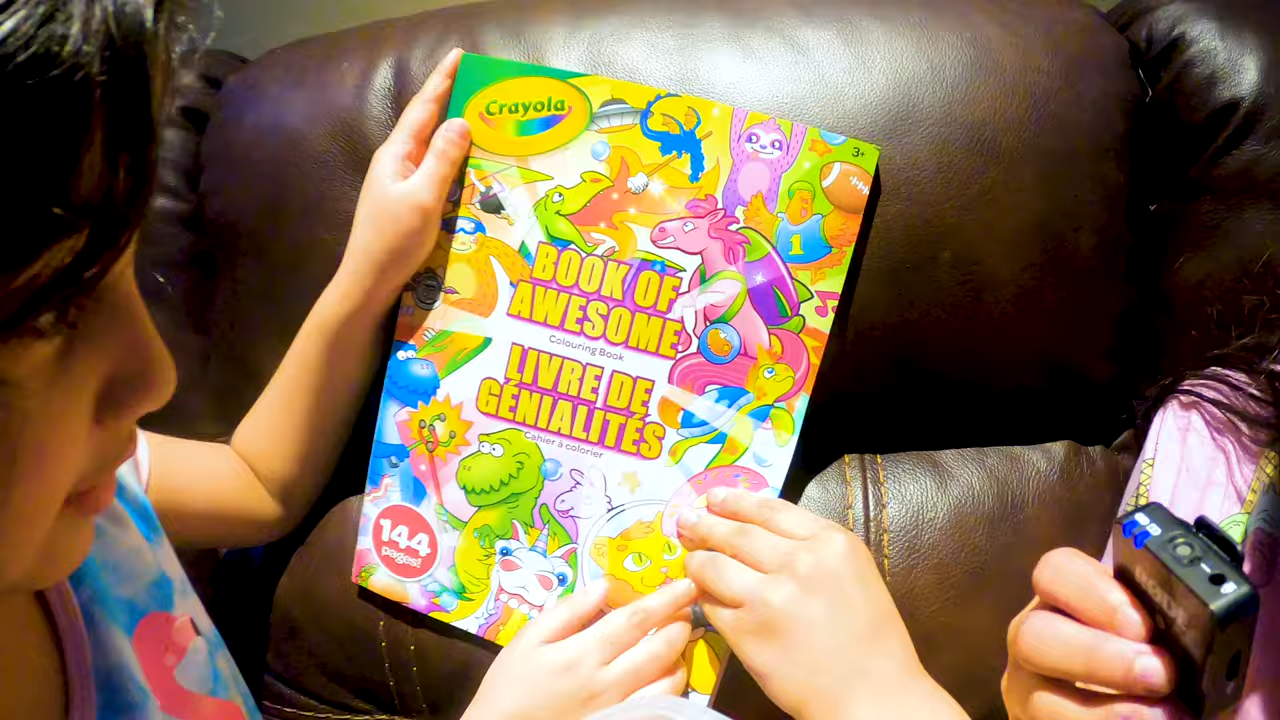 Crayola
3+
1
BOOK OF
AWESOME
Colouring Book
LIVRE DE
GÉNIALITÉS
Cahier à colorier
144
pages!